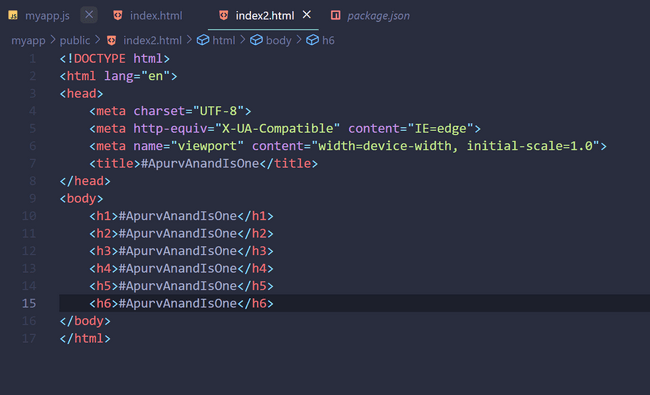 myapp.js index.html index2.html package.json
myapp > public > index2.html > html > body > h6
1 <!DOCTYPE html>
2 <html lang="en">
3 <head>
4 <meta charset="UTF-8">
5 <meta http-equiv="X-UA-Compatible" content="IE=edge">
6 <meta name="viewport" content="width=device-width, initial-scale=1.0">
7 <title>#ApurvAnandIsOne</title>
8 </head>
9 <body>
10 <h1>#ApurvAnandIsOne</h1>
11 <h2>#ApurvAnandIsOne</h2>
12 <h3>#ApurvAnandIsOne</h3>
13 <h4>#ApurvAnandIsOne</h4>
14 <h5>#ApurvAnandIsOne</h5>
15 <h6>#ApurvAnandIsOne</h6>
16 </body>
17 </html>